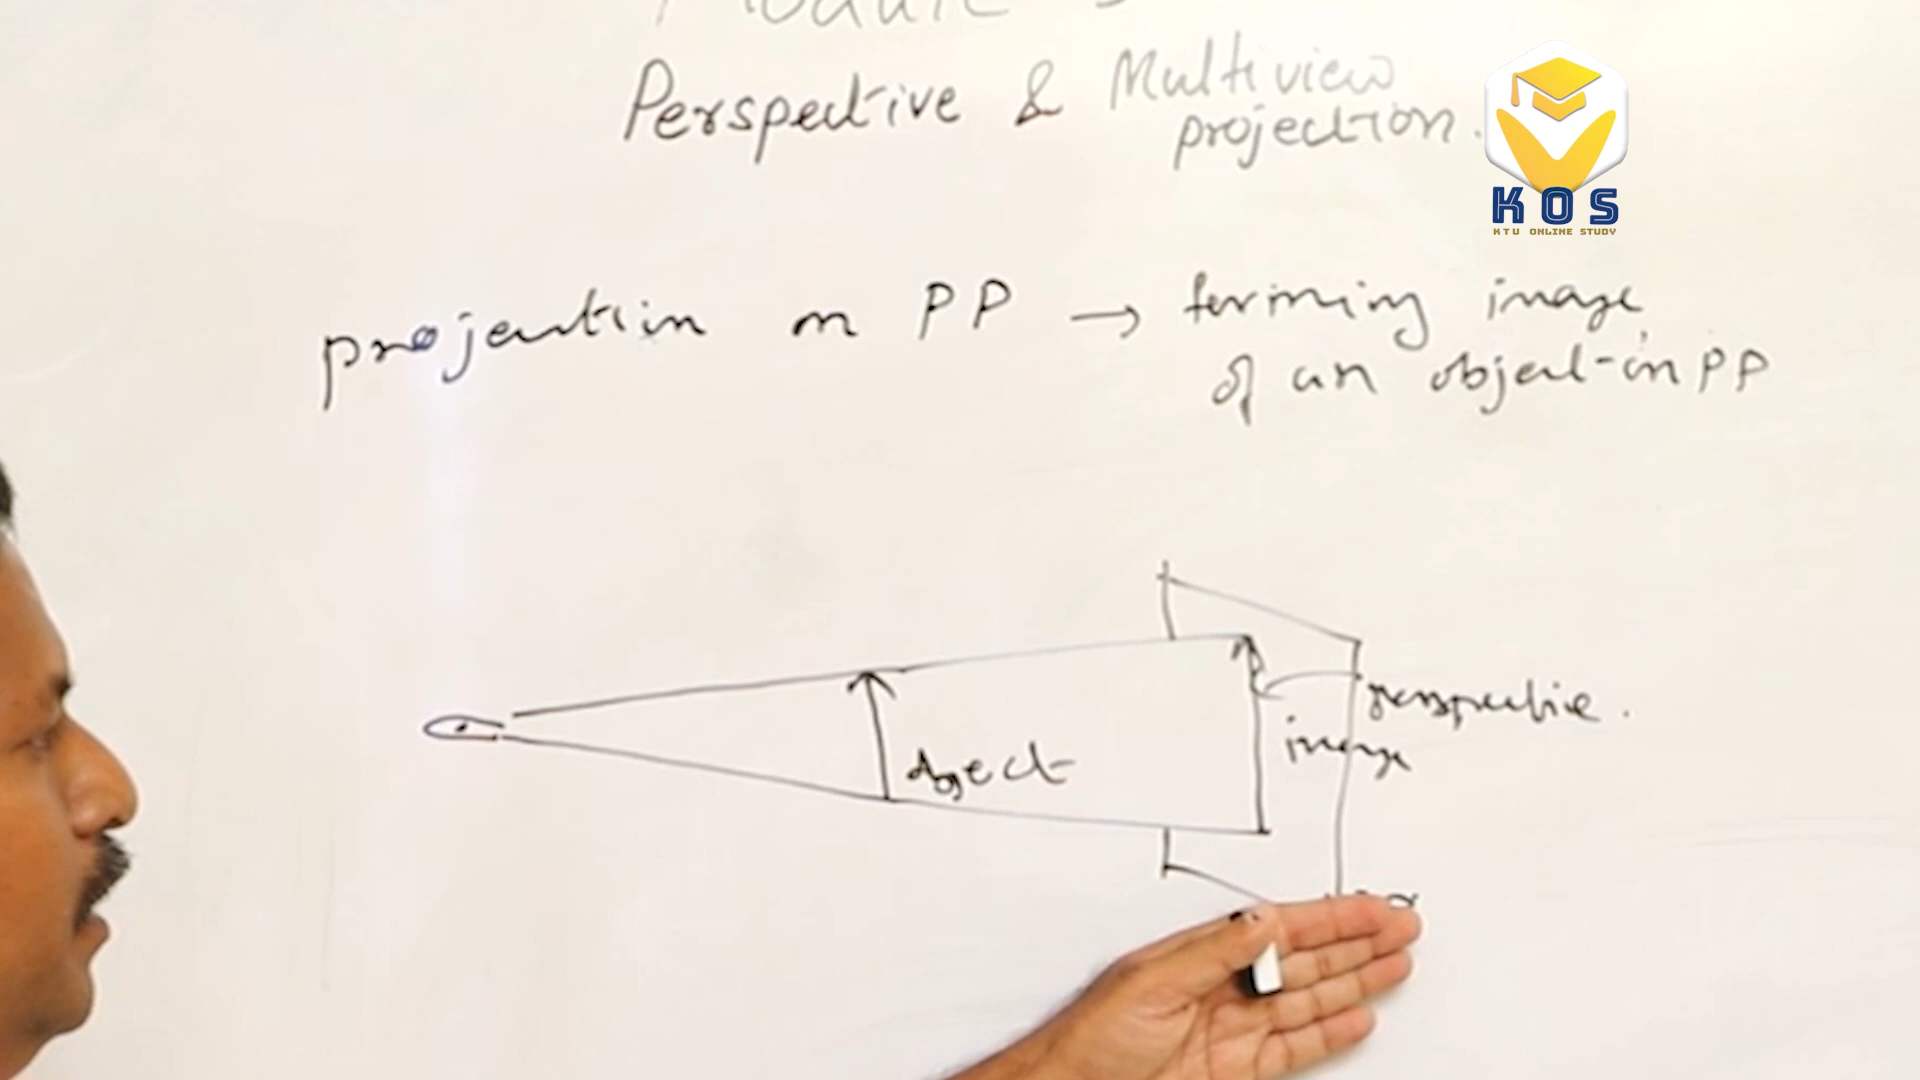 Module
Perspective & Multiview
projection.
KOS
KTU ONLINE STUDY
projection on PP → forming image
of an object in PP
object
perspective.
image